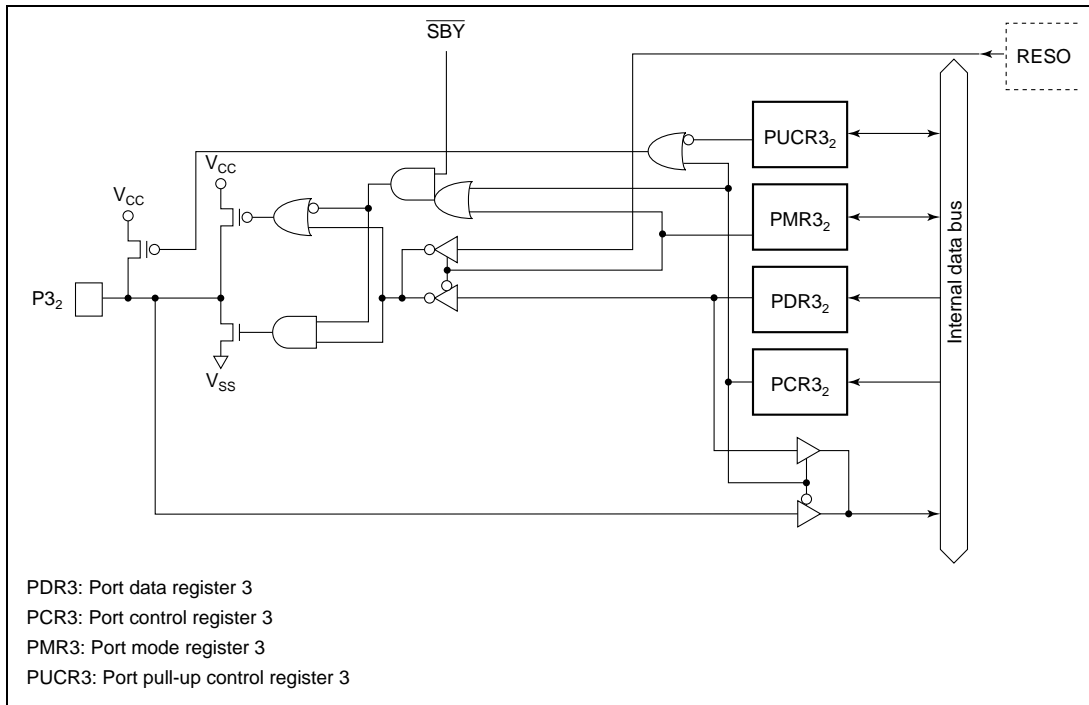 SBY
RESO
PUCR3₂
V_CC
V_CC
PMR3₂
P3₂
PDR3₂
V_SS
PCR3₂
Internal data bus
PDR3: Port data register 3
PCR3: Port control register 3
PMR3: Port mode register 3
PUCR3: Port pull-up control register 3